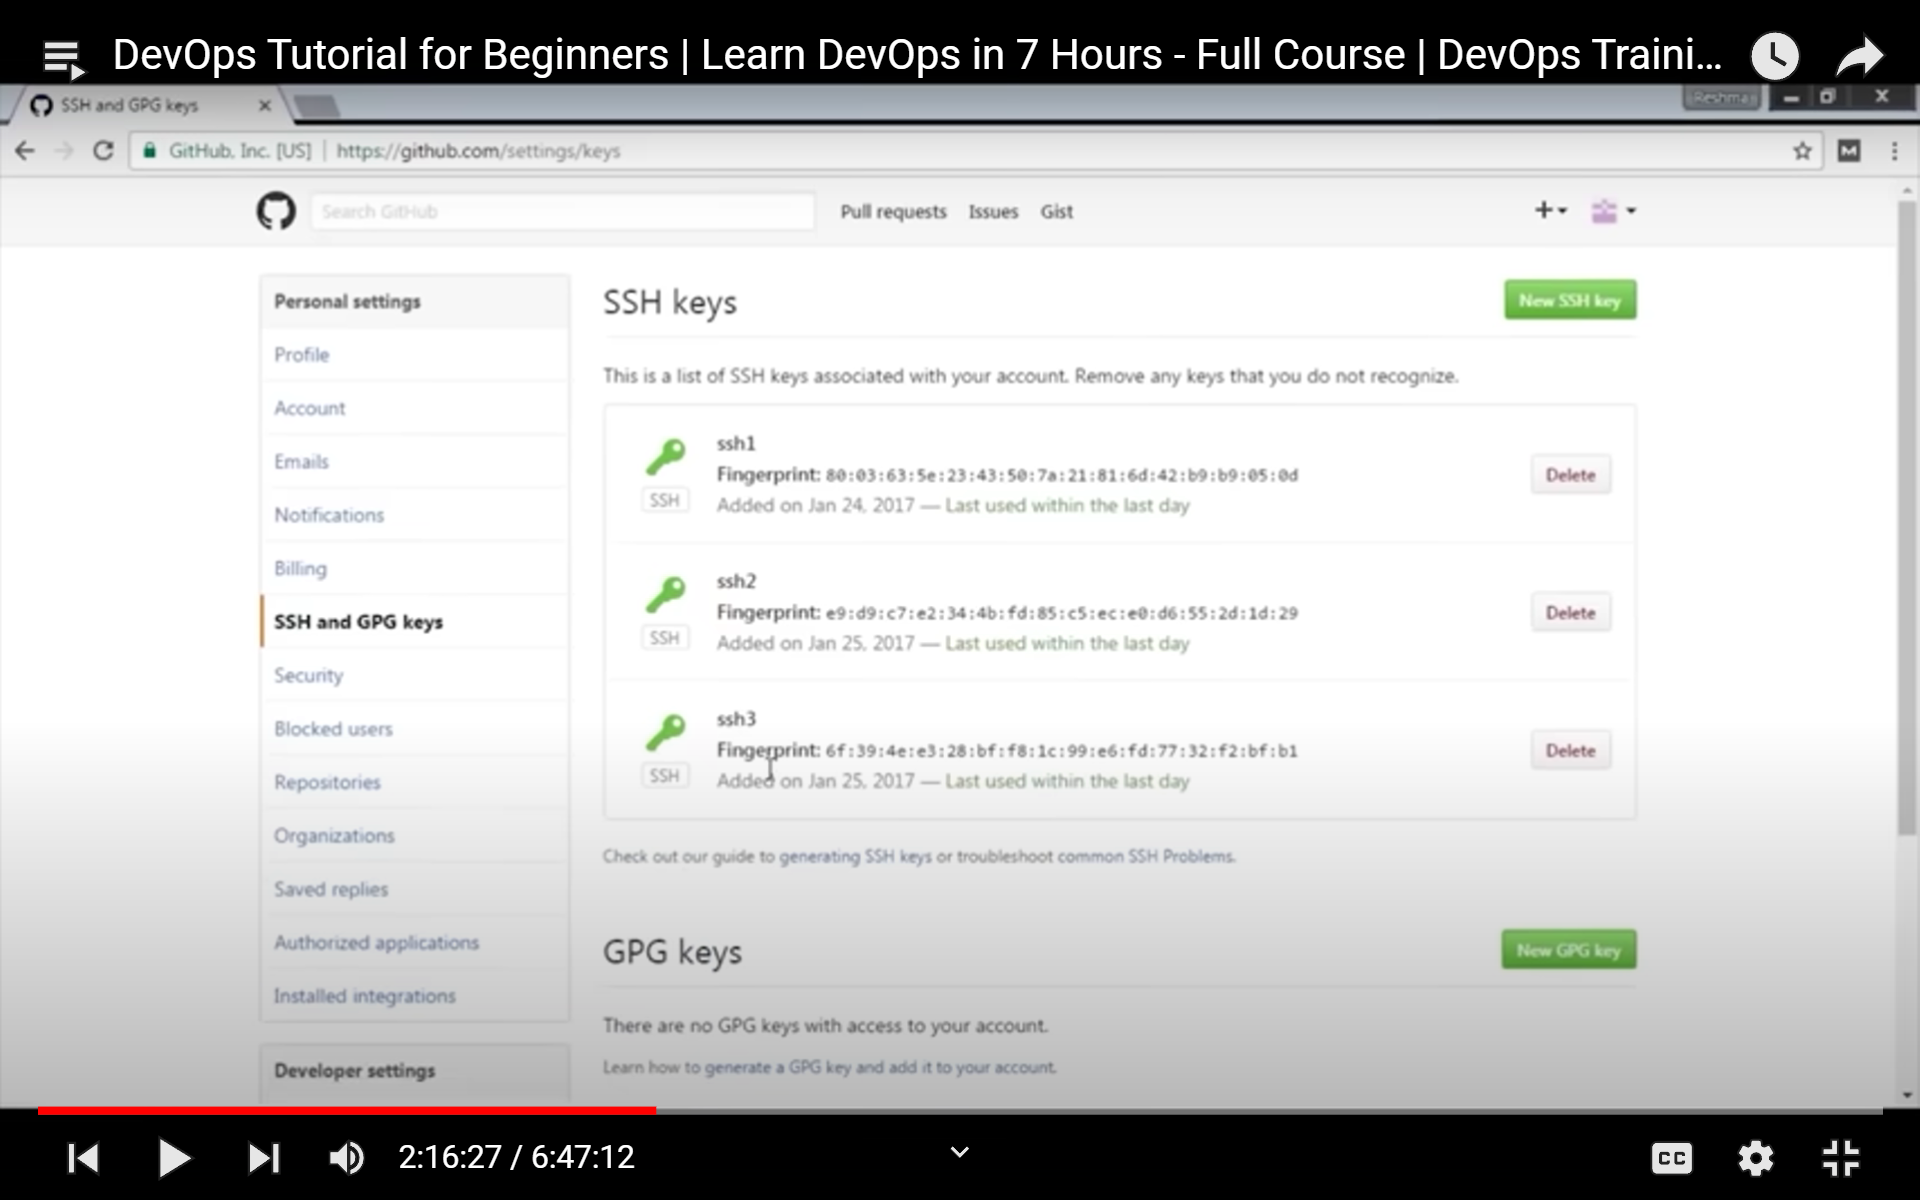 DevOps Tutorial for Beginners | Learn DevOps in 7 Hours - Full Course | DevOps Traini...
SSH and GPG keys
Reshma
GitHub, Inc. [US] | https://github.com/settings/keys
Search GitHub
Pull requests Issues Gist
Personal settings
Profile
Account
Emails
Notifications
Billing
SSH and GPG keys
Security
Blocked users
Repositories
Organizations
Saved replies
Authorized applications
Installed integrations
Developer settings
SSH keys
New SSH key
This is a list of SSH keys associated with your account. Remove any keys that you do not recognize.
ssh1
Fingerprint: 80:03:63:5e:23:43:50:7a:21:81:6d:42:b9:b9:05:0d
SSH
Added on Jan 24, 2017 — Last used within the last day
Delete
ssh2
Fingerprint: e9:d9:c7:e2:34:4b:fd:85:c5:ec:e0:d6:55:2d:1d:29
SSH
Added on Jan 25, 2017 — Last used within the last day
Delete
ssh3
Fingerprint: 6f:39:4e:e3:28:bf:f8:1c:99:e6:fd:77:32:f2:bf:b1
SSH
Added on Jan 25, 2017 — Last used within the last day
Delete
Check out our guide to generating SSH keys or troubleshoot common SSH Problems.
GPG keys
New GPG key
There are no GPG keys with access to your account.
Learn how to generate a GPG key and add it to your account.
2:16:27 / 6:47:12
CC